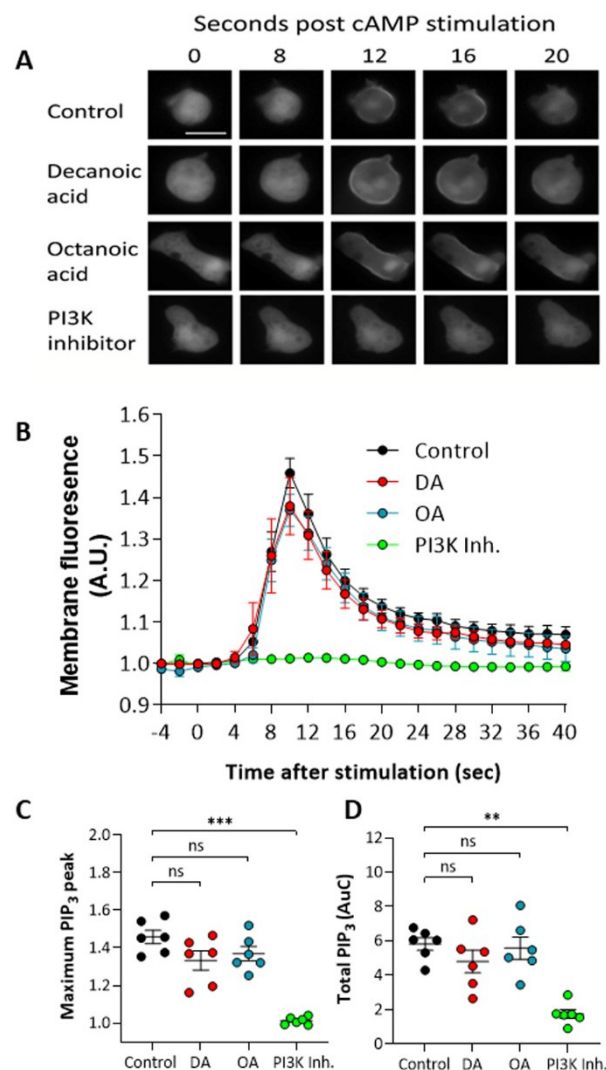 Seconds post cAMP stimulation
A 0 8 12 16 20
Control
Decanoic
acid
Octanoic
acid
PI3K
inhibitor
B
1.6
1.5
1.4
1.3
1.2
1.1
1.0
0.9
Membrane fluoresence
(A.U.)
Control
DA
OA
PI3K Inh.
-4 0 4 8 12 16 20 24 28 32 36 40
Time after stimulation (sec)
C
***
ns
ns
2.0
1.8
1.6
1.4
1.2
1.0
Maximum PIP₃ peak
Control DA OA PI3K Inh.
D
**
ns
ns
12
10
8
6
4
2
0
Total PIP₃ (AuC)
Control DA OA PI3K Inh.